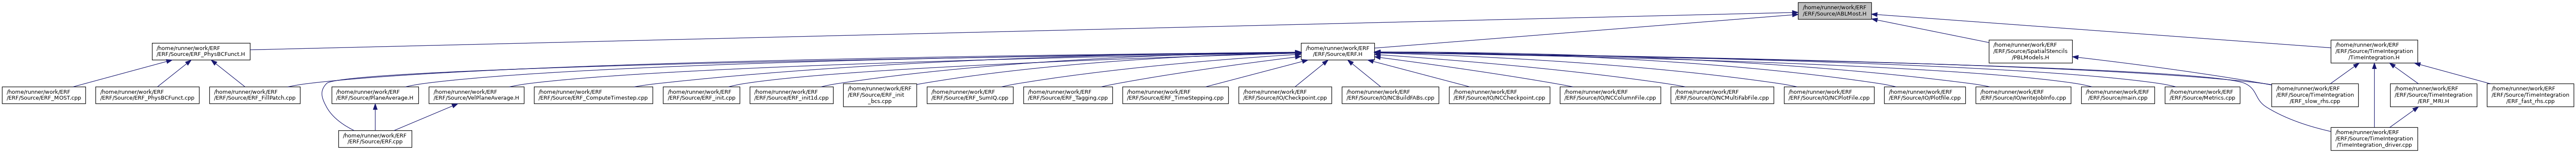 /home/runner/work/ERF
/ERF/Source/ABLMost.H
/home/runner/work/ERF
/ERF/Source/ERF_PhysBCFunct.H
/home/runner/work/ERF
/ERF/Source/ERF.H
/home/runner/work/ERF
/ERF/Source/SpatialStencils
/PBLModels.H
/home/runner/work/ERF
/ERF/Source/TimeIntegration
/TimeIntegration.H
/home/runner/work/ERF
/ERF/Source/ERF_MOST.cpp
/home/runner/work/ERF
/ERF/Source/ERF_PhysBCFunct.cpp
/home/runner/work/ERF
/ERF/Source/ERF_FillPatch.cpp
/home/runner/work/ERF
/ERF/Source/PlaneAverage.H
/home/runner/work/ERF
/ERF/Source/VelPlaneAverage.H
/home/runner/work/ERF
/ERF/Source/ERF_ComputeTimestep.cpp
/home/runner/work/ERF
/ERF/Source/ERF_init.cpp
/home/runner/work/ERF
/ERF/Source/ERF_init1d.cpp
/home/runner/work/ERF
/ERF/Source/ERF_init
_bcs.cpp
/home/runner/work/ERF
/ERF/Source/ERF_SumIQ.cpp
/home/runner/work/ERF
/ERF/Source/ERF_Tagging.cpp
/home/runner/work/ERF
/ERF/Source/ERF_TimeStepping.cpp
/home/runner/work/ERF
/ERF/Source/IO/Checkpoint.cpp
/home/runner/work/ERF
/ERF/Source/IO/NCBuildFABs.cpp
/home/runner/work/ERF
/ERF/Source/IO/NCCheckpoint.cpp
/home/runner/work/ERF
/ERF/Source/IO/NCColumnFile.cpp
/home/runner/work/ERF
/ERF/Source/IO/NCMultiFabFile.cpp
/home/runner/work/ERF
/ERF/Source/IO/NCPlotFile.cpp
/home/runner/work/ERF
/ERF/Source/IO/Plotfile.cpp
/home/runner/work/ERF
/ERF/Source/IO/writeJobInfo.cpp
/home/runner/work/ERF
/ERF/Source/main.cpp
/home/runner/work/ERF
/ERF/Source/Metrics.cpp
/home/runner/work/ERF
/ERF/Source/TimeIntegration
/ERF_slow_rhs.cpp
/home/runner/work/ERF
/ERF/Source/TimeIntegration
/ERF_MRI.H
/home/runner/work/ERF
/ERF/Source/TimeIntegration
/ERF_fast_rhs.cpp
/home/runner/work/ERF
/ERF/Source/ERF.cpp
/home/runner/work/ERF
/ERF/Source/TimeIntegration
/TimeIntegration_driver.cpp